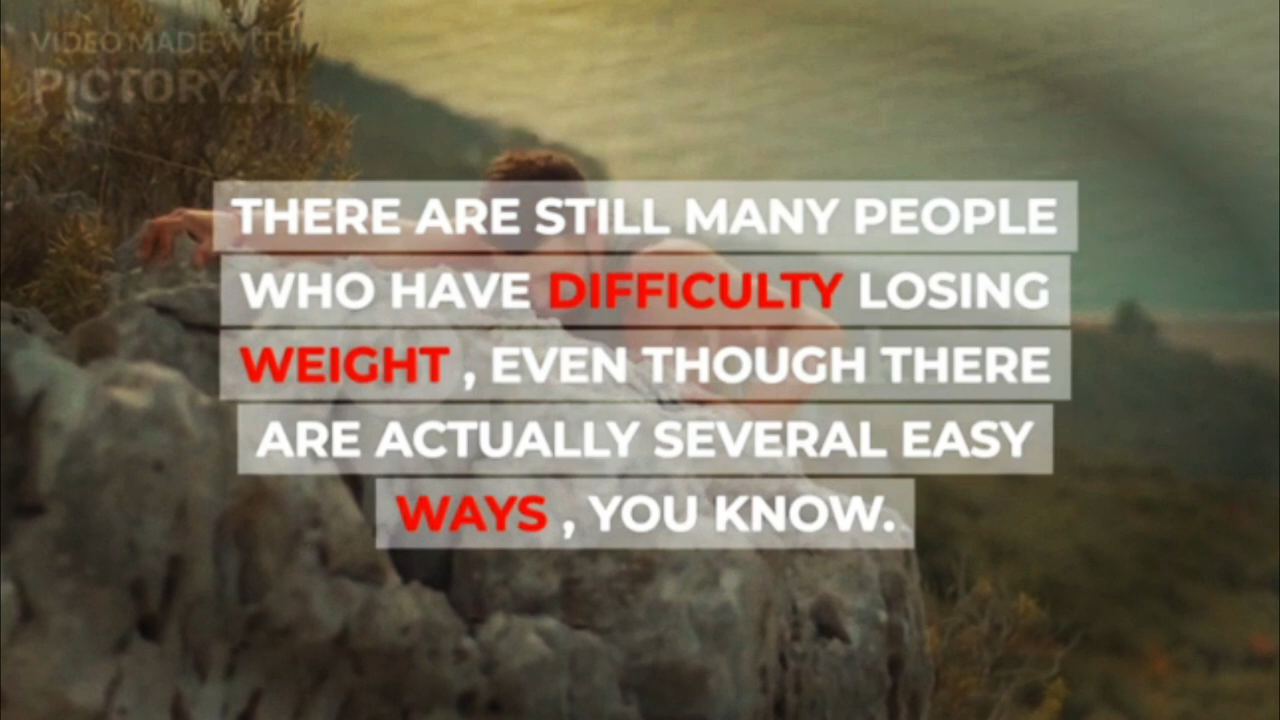 VIDEO MADE WITH
PICTORY.AI
THERE ARE STILL MANY PEOPLE
WHO HAVE DIFFICULTY LOSING
WEIGHT , EVEN THOUGH THERE
ARE ACTUALLY SEVERAL EASY
WAYS , YOU KNOW.